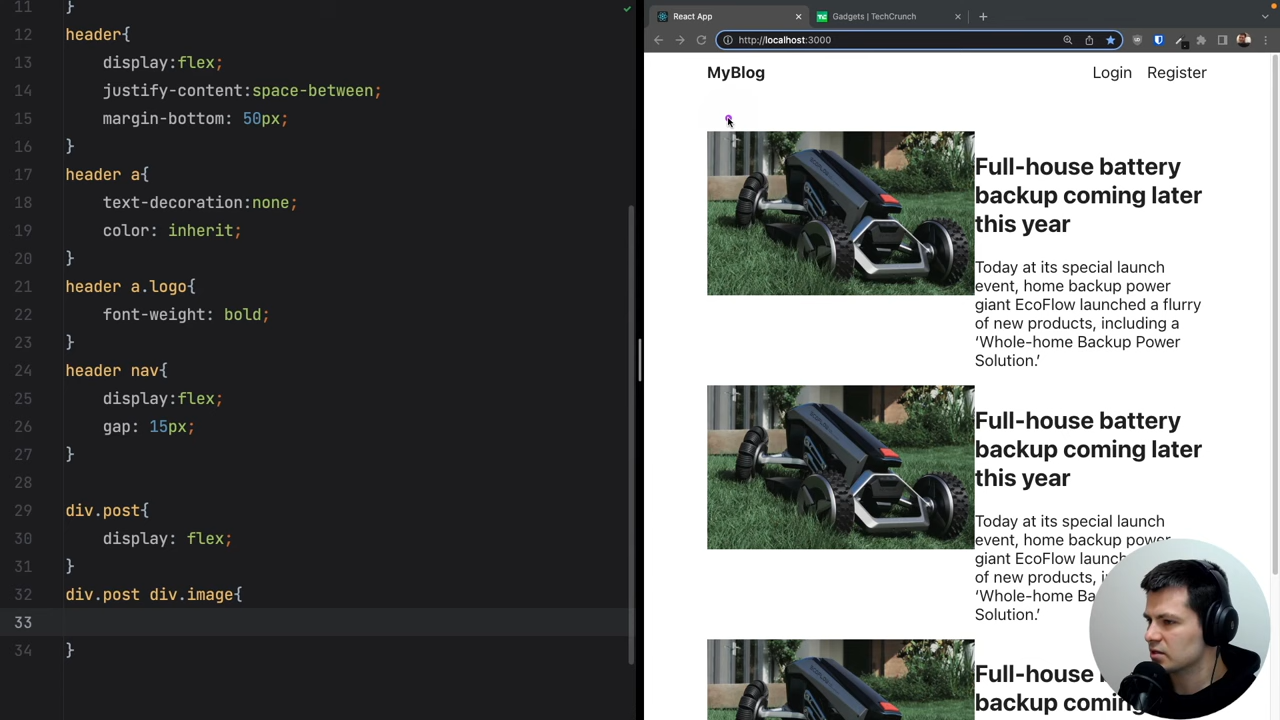 11 }
12 header{
13 display:flex;
14 justify-content:space-between;
15 margin-bottom: 50px;
16 }
17 header a{
18 text-decoration:none;
19 color: inherit;
20 }
21 header a.logo{
22 font-weight: bold;
23 }
24 header nav{
25 display:flex;
26 gap: 15px;
27 }
28
29 div.post{
30 display: flex;
31 }
32 div.post div.image{
33
34 }
React App
TC Gadgets | TechCrunch
http://localhost:3000
MyBlog Login Register
Full-house battery
backup coming later
this year
Today at its special launch
event, home backup power
giant EcoFlow launched a flurry
of new products, including a
‘Whole-home Backup Power
Solution.’
Full-house battery
backup coming later
this year
Today at its special launch
event, home backup power
giant EcoFlow launch
of new products, i
‘Whole-home Ba
Solution.’
Full-house
backup coming